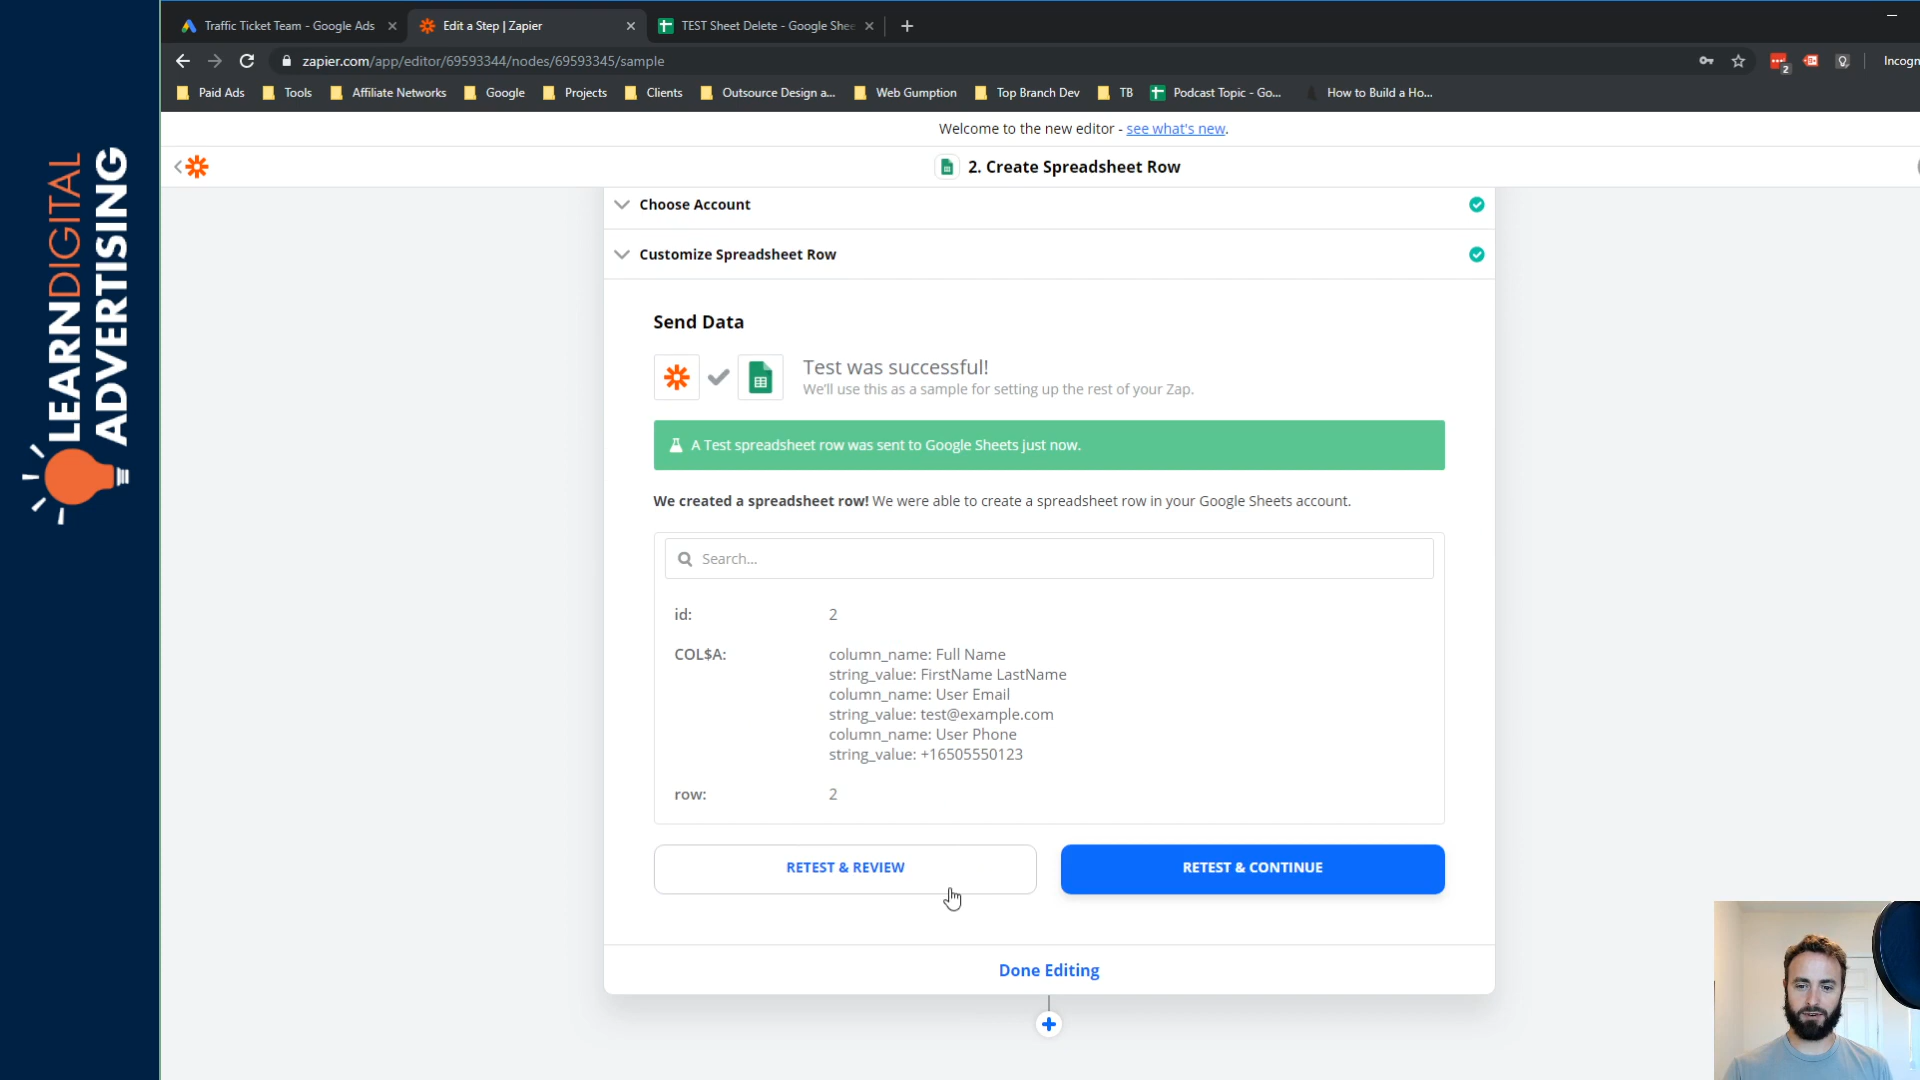 Traffic Ticket Team - Google Ads
Edit a Step | Zapier
TEST Sheet Delete - Google Shee
zapier.com/app/editor/69593344/nodes/69593345/sample
2
Incogn
Paid Ads
Tools
Affiliate Networks
Google
Projects
Clients
Outsource Design a...
Web Gumption
Top Branch Dev
TB
Podcast Topic - Go...
How to Build a Ho...
Welcome to the new editor - see what's new.
2. Create Spreadsheet Row
LEARNDIGITAL
ADVERTISING
Choose Account
Customize Spreadsheet Row
Send Data
Test was successful!
We'll use this as a sample for setting up the rest of your Zap.
A Test spreadsheet row was sent to Google Sheets just now.
We created a spreadsheet row! We were able to create a spreadsheet row in your Google Sheets account.
Search...
id: 2
COL$A: column_name: Full Name
string_value: FirstName LastName
column_name: User Email
string_value: test@example.com
column_name: User Phone
string_value: +16505550123
row: 2
RETEST & REVIEW
RETEST & CONTINUE
Done Editing